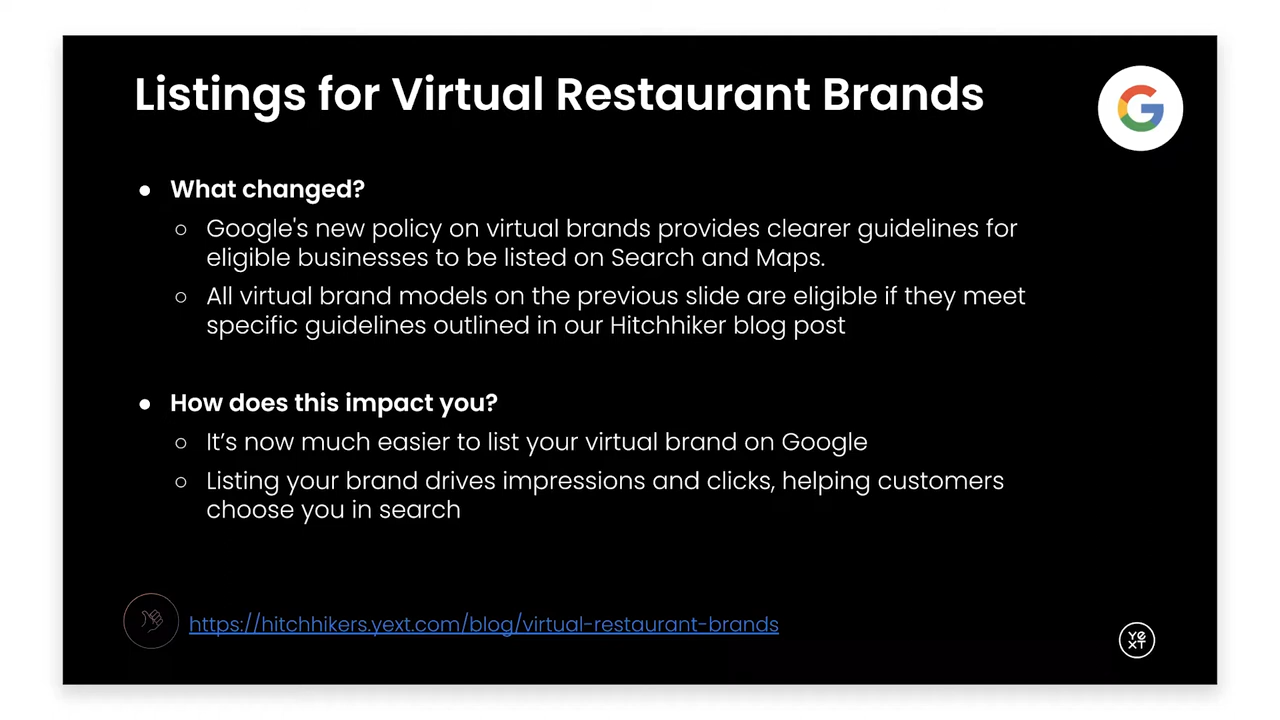 Listings for Virtual Restaurant Brands
● What changed?
○ Google's new policy on virtual brands provides clearer guidelines for
eligible businesses to be listed on Search and Maps.
○ All virtual brand models on the previous slide are eligible if they meet
specific guidelines outlined in our Hitchhiker blog post
● How does this impact you?
○ It’s now much easier to list your virtual brand on Google
○ Listing your brand drives impressions and clicks, helping customers
choose you in search
https://hitchhikers.yext.com/blog/virtual-restaurant-brands
yext